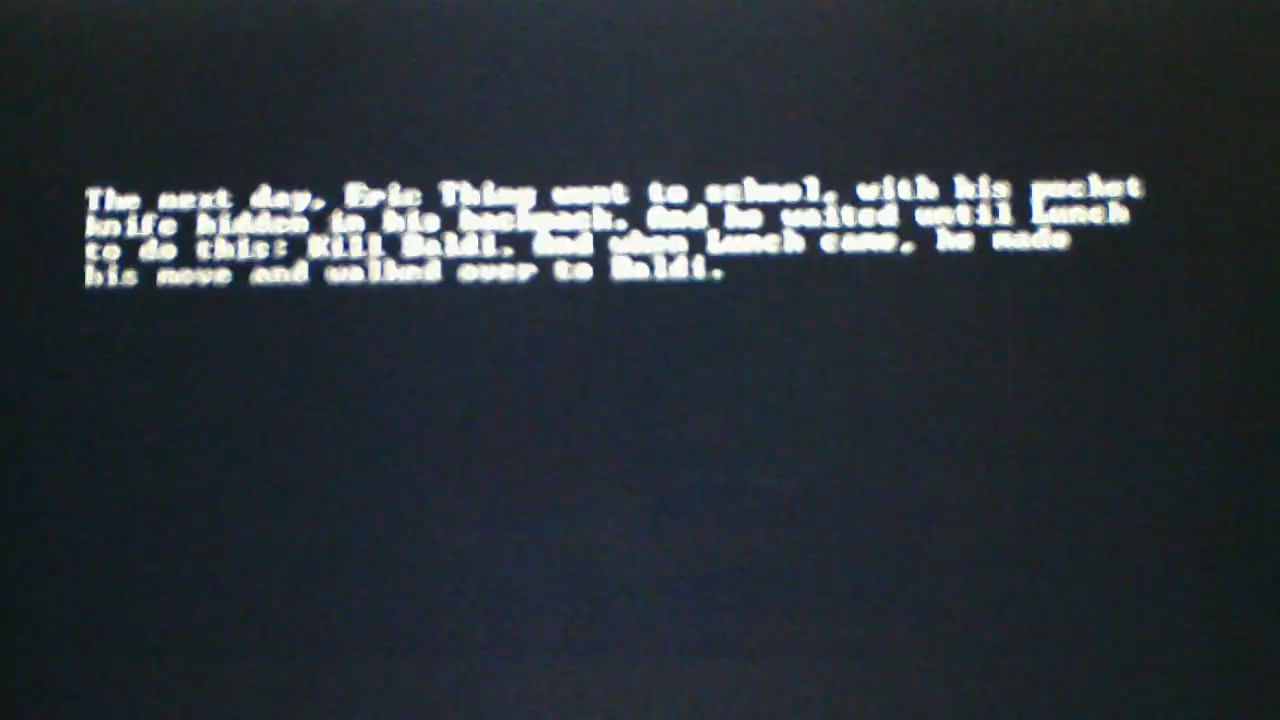 The next day, Eric Thing went to school, with his pocket
knife hidden in his backpack. And he waited until Lunch
to do this: Kill Baldi. And when Lunch came, he made
his move and walked over to Baldi.